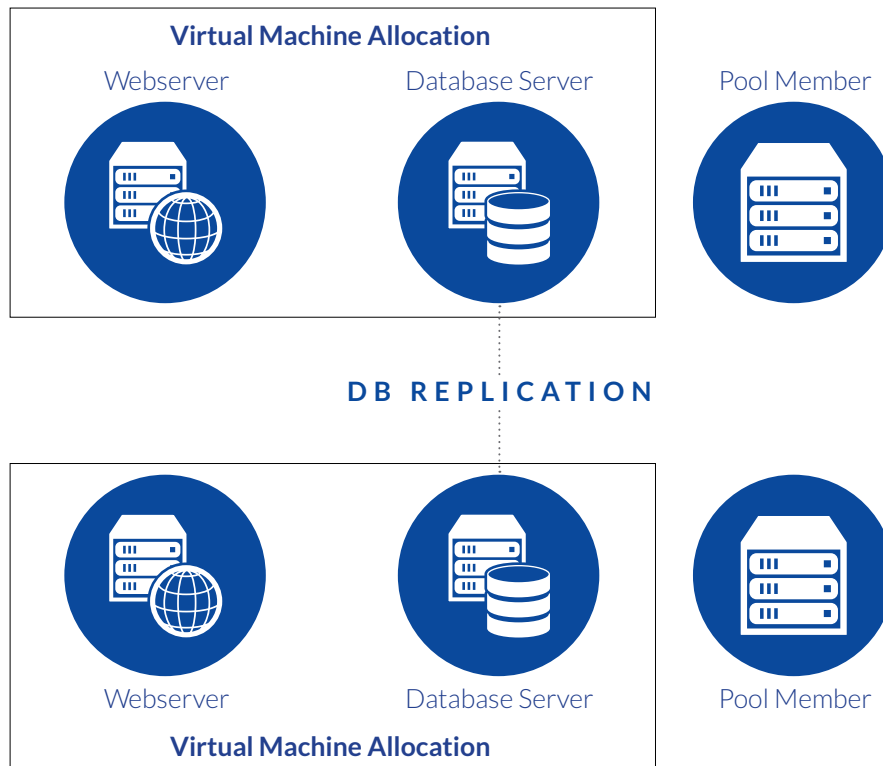 Virtual Machine Allocation
Webserver Database Server Pool Member
DB REPLICATION
Webserver Database Server Pool Member
Virtual Machine Allocation